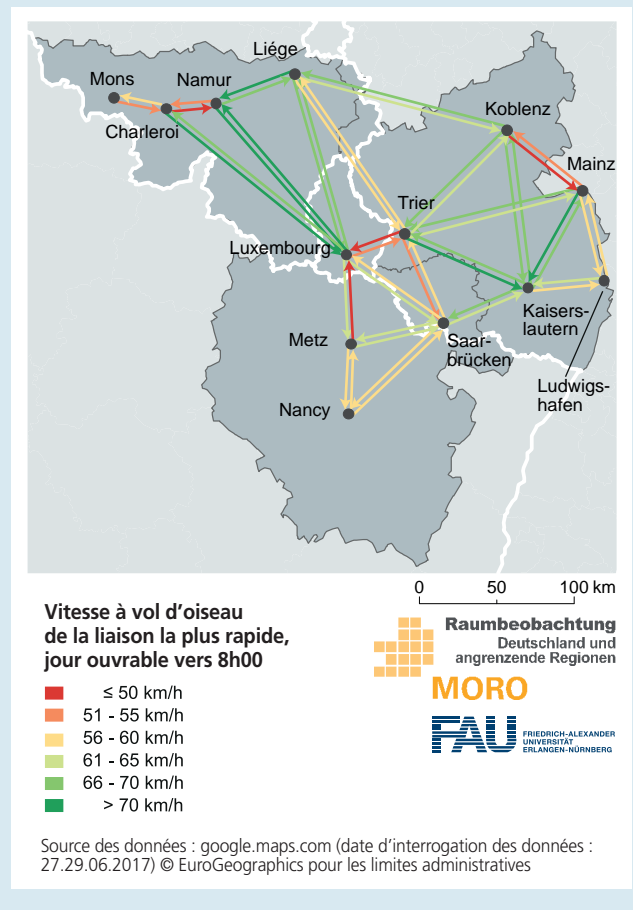 Liége
Mons
Namur
Charleroi
Koblenz
Mainz
Trier
Luxembourg
Kaisers-
lautern
Metz
Saar-
brücken
Ludwigs-
hafen
Nancy
0 50 100 km
Vitesse à vol d'oiseau
de la liaison la plus rapide,
jour ouvrable vers 8h00
≤ 50 km/h
51 - 55 km/h
56 - 60 km/h
61 - 65 km/h
66 - 70 km/h
> 70 km/h
Raumbeobachtung
Deutschland und
angrenzende Regionen
MORO
FAU
FRIEDRICH-ALEXANDER
UNIVERSITÄT
ERLANGEN-NÜRNBERG
Source des données : google.maps.com (date d'interrogation des données :
27.29.06.2017) © EuroGeographics pour les limites administratives